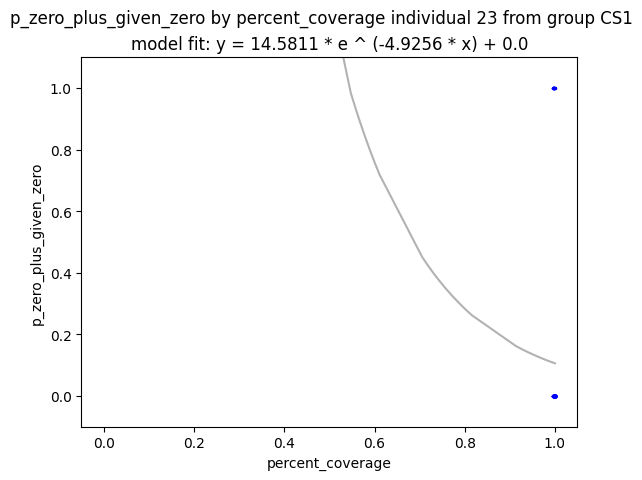 p_zero_plus_given_zero by percent_coverage individual 23 from group CS1
model fit: y = 14.5811 * e ^ (-4.9256 * x) + 0.0
1.0
0.8
0.6
0.4
0.2
0.0
p_zero_plus_given_zero
0.0 0.2 0.4 0.6 0.8 1.0
percent_coverage